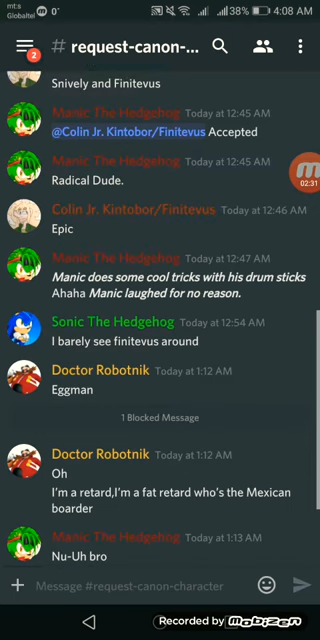 m:ts
Globaltel
0°
38% 4:08 AM
2
# request-canon-...
Snively and Finitevus
Manic The Hedgehog Today at 12:45 AM
@Colin Jr. Kintobor/Finitevus Accepted
02:31
Manic The Hedgehog Today at 12:45 AM
Radical Dude.
Colin Jr. Kintobor/Finitevus Today at 12:46 AM
Epic
Manic The Hedgehog Today at 12:47 AM
Manic does some cool tricks with his drum sticks
Ahaha Manic laughed for no reason.
Sonic The Hedgehog Today at 12:54 AM
I barely see finitevus around
Doctor Robotnik Today at 1:12 AM
Eggman
1 Blocked Message
Doctor Robotnik Today at 1:12 AM
Oh
I'm a retard,I'm a fat retard who's the Mexican
boarder
Manic The Hedgehog Today at 1:13 AM
Nu-Uh bro
Message #request-canon-character
Recorded by Mobizen